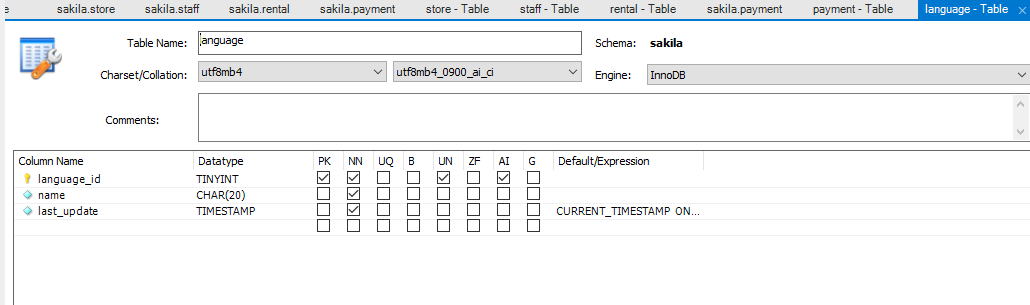 e sakila.store sakila.staff sakila.rental sakila.payment store - Table staff - Table rental - Table sakila.payment payment - Table language - Table ×
Table Name: language Schema: sakila
Charset/Collation: utf8mb4 utf8mb4_0900_ai_ci Engine: InnoDB
Comments:
Column Name Datatype PK NN UQ B UN ZF AI G Default/Expression
language_id TINYINT
name CHAR(20)
last_update TIMESTAMP CURRENT_TIMESTAMP ON...